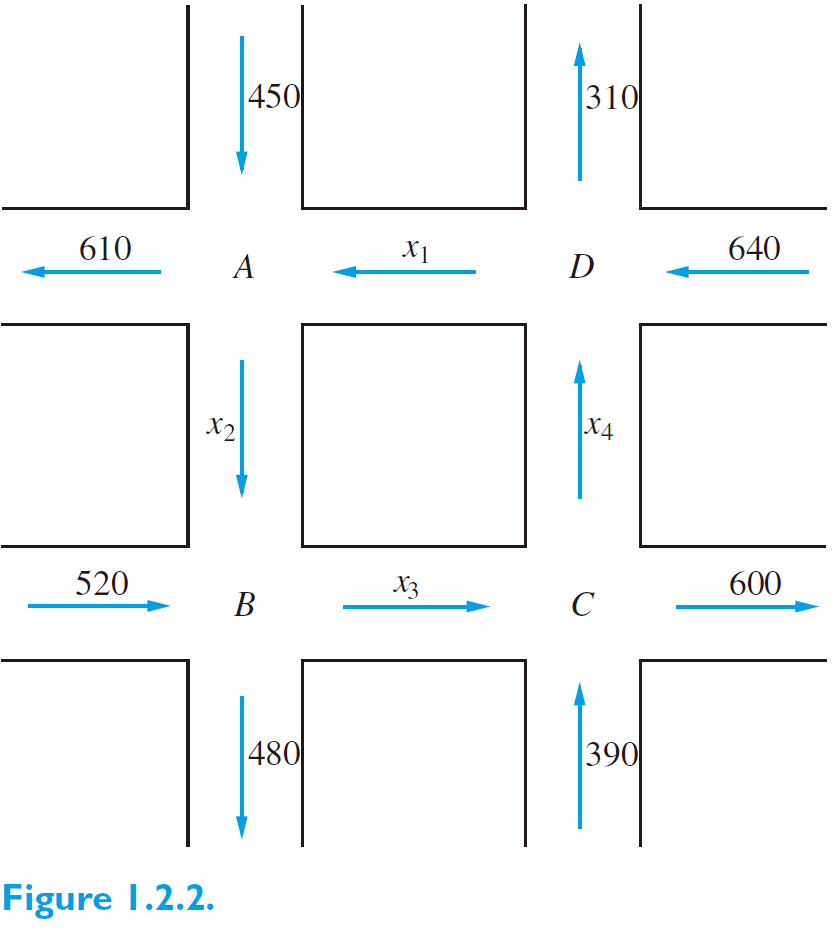 450 310
610 A x₁ D 640
x₂ x₄
520 B x₃ C 600
480 390
Figure 1.2.2.